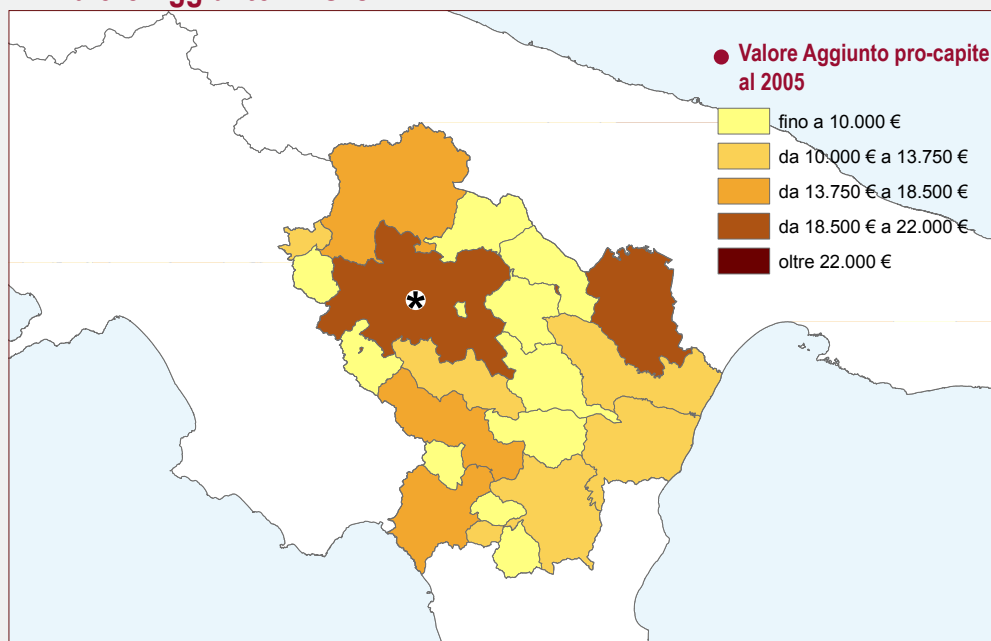 Valore Aggiunto pro-capite
al 2005
fino a 10.000 €
da 10.000 € a 13.750 €
da 13.750 € a 18.500 €
da 18.500 € a 22.000 €
oltre 22.000 €